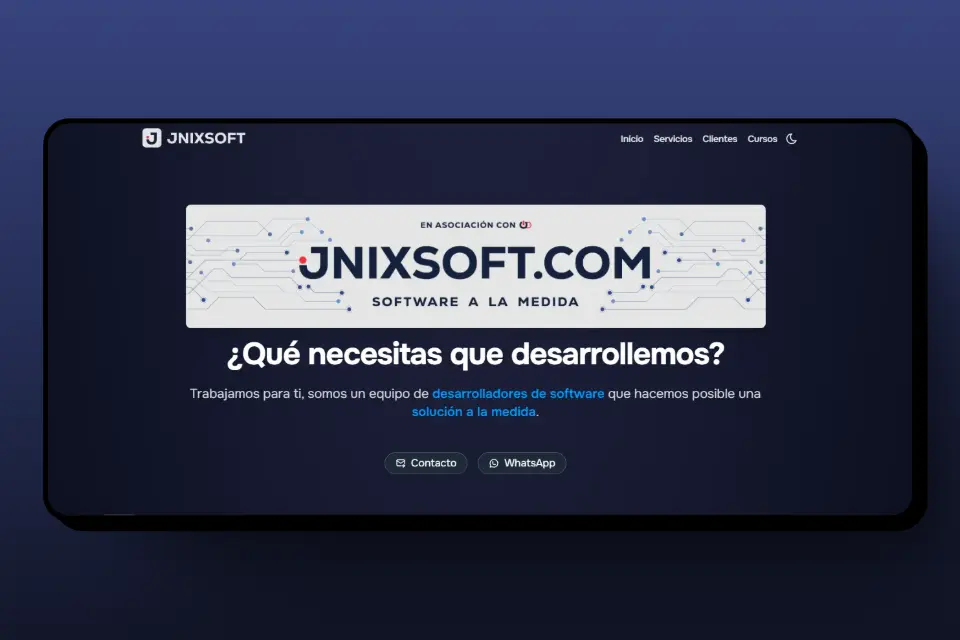 JNIXSOFT
Inicio Servicios Clientes Cursos
EN ASOCIACIÓN CON
JNIXSOFT.COM
SOFTWARE A LA MEDIDA
¿Qué necesitas que desarrollemos?
Trabajamos para ti, somos un equipo de desarrolladores de software que hacemos posible una
solución a la medida.
Contacto WhatsApp